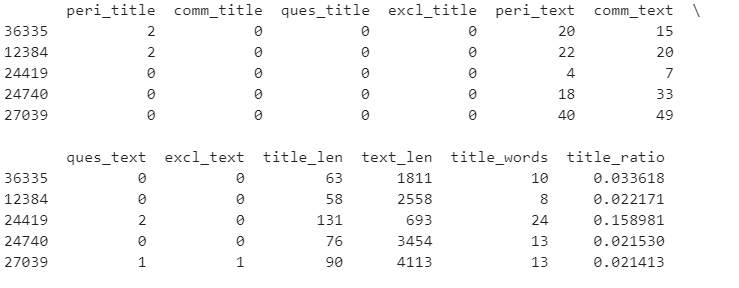 peri_title comm_title ques_title excl_title peri_text comm_text \
36335 2 0 0 0 20 15
12384 2 0 0 0 22 20
24419 0 0 0 0 4 7
24740 0 0 0 0 18 33
27039 0 0 0 0 40 49
ques_text excl_text title_len text_len title_words title_ratio
36335 0 0 63 1811 10 0.033618
12384 0 0 58 2558 8 0.022171
24419 2 0 131 693 24 0.158981
24740 0 0 76 3454 13 0.021530
27039 1 1 90 4113 13 0.021413